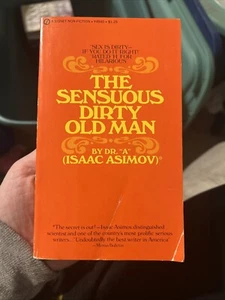 "SEX IS DIRTY—
IF YOU DO IT RIGHT!"
RATED H FOR
HILARIOUS.
THE
SENSUOUS
DIRTY
OLD MAN
BY DR. "A"
(ISAAC ASIMOV)*
*"The secret is out!—Isaac Asimov, distinguished
scientist and one of the country's most prolific serious
writers... Undoubtedly the best writer in America"